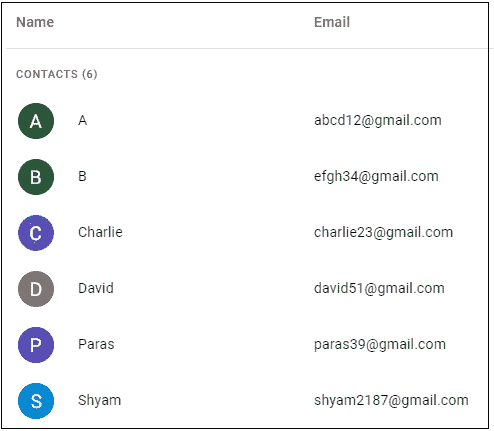 Name Email
CONTACTS (6)
A A abcd12@gmail.com
B B efgh34@gmail.com
C Charlie charlie23@gmail.com
D David david51@gmail.com
P Paras paras39@gmail.com
S Shyam shyam2187@gmail.com